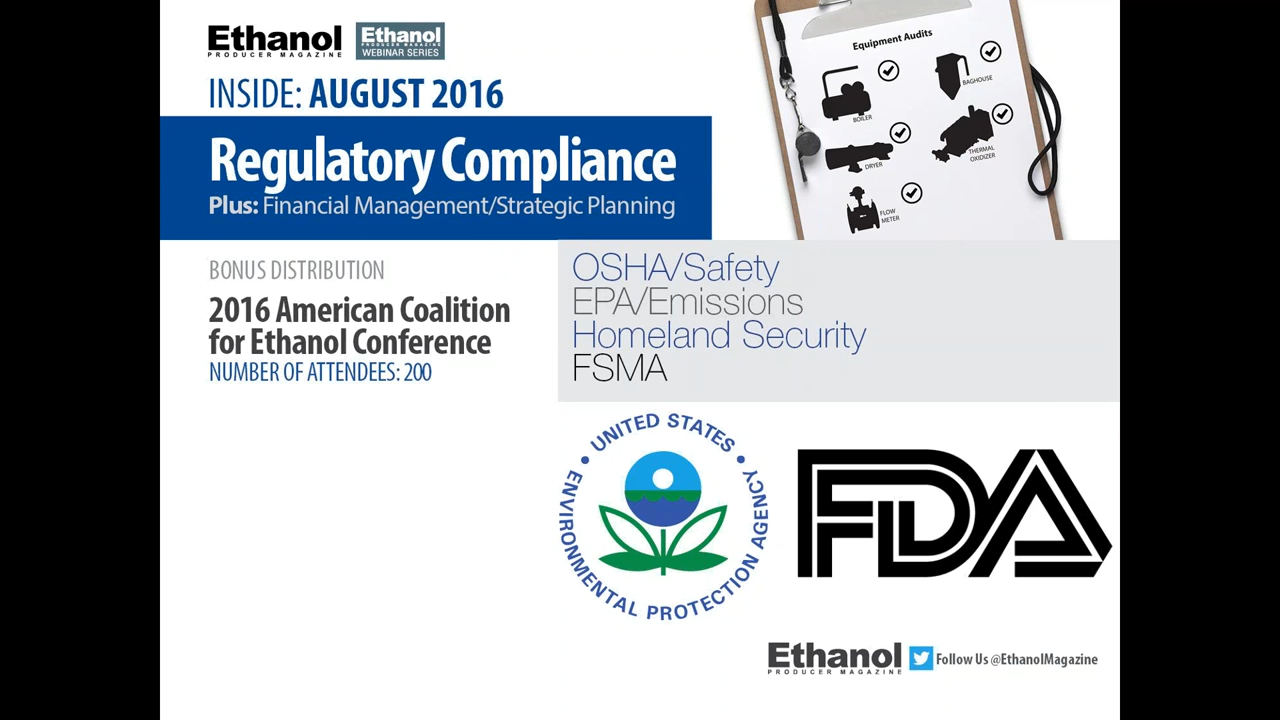 Ethanol
PRODUCER MAGAZINE
Ethanol
PRODUCER MAGAZINE
WEBINAR SERIES
INSIDE: AUGUST 2016
Regulatory Compliance
Plus: Financial Management/Strategic Planning
Equipment Audits
BOILER
BAGHOUSE
DRYER
THERMAL
OXIDIZER
FLOW
METER
BONUS DISTRIBUTION
2016 American Coalition
for Ethanol Conference
NUMBER OF ATTENDEES: 200
OSHA/Safety
EPA/Emissions
Homeland Security
FSMA
UNITED STATES
ENVIRONMENTAL PROTECTION AGENCY
FDA
Ethanol
PRODUCER MAGAZINE
Follow Us @EthanolMagazine